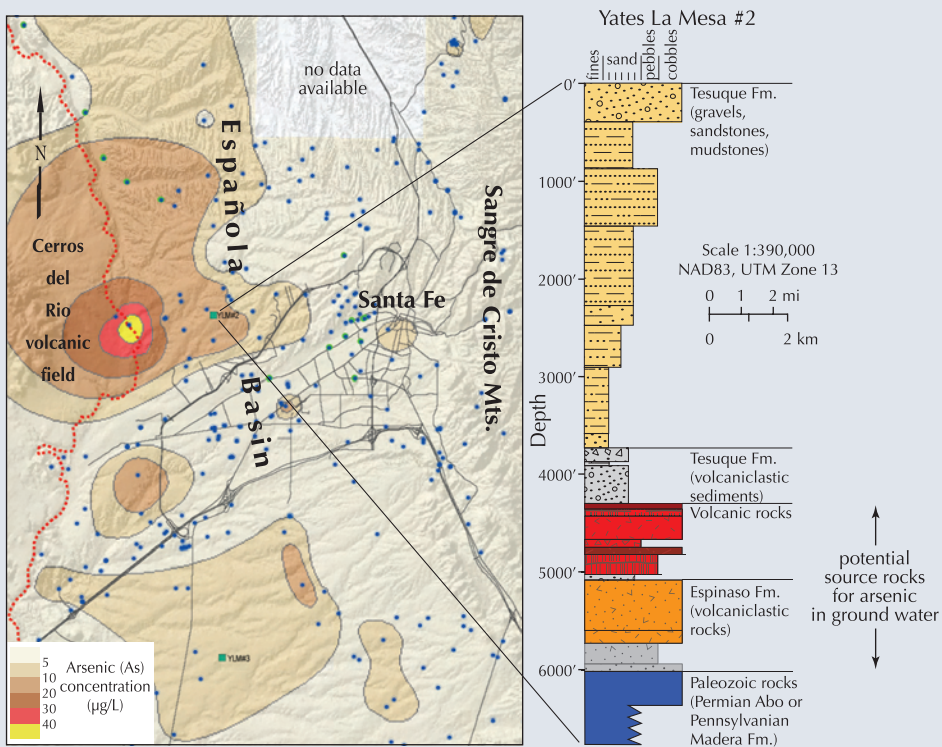 no data
available
N
Española
Basin
Cerros
del
Rio
volcanic
field
YLM#2
Santa Fe
Sangre de Cristo Mts.
YLM#3
5
10
20
30
40
Arsenic (As)
concentration
(µg/L)
Yates La Mesa #2
fines
sand
pebbles
cobbles
0'
1000'
2000'
3000'
4000'
5000'
6000'
Depth
Tesuque Fm.
(gravels,
sandstones,
mudstones)
Scale 1:390,000
NAD83, UTM Zone 13
0 1 2 mi
0 2 km
Tesuque Fm.
(volcaniclastic
sediments)
Volcanic rocks
Espinaso Fm.
(volcaniclastic
rocks)
potential
source rocks
for arsenic
in ground water
Paleozoic rocks
(Permian Abo or
Pennsylvanian
Madera Fm.)